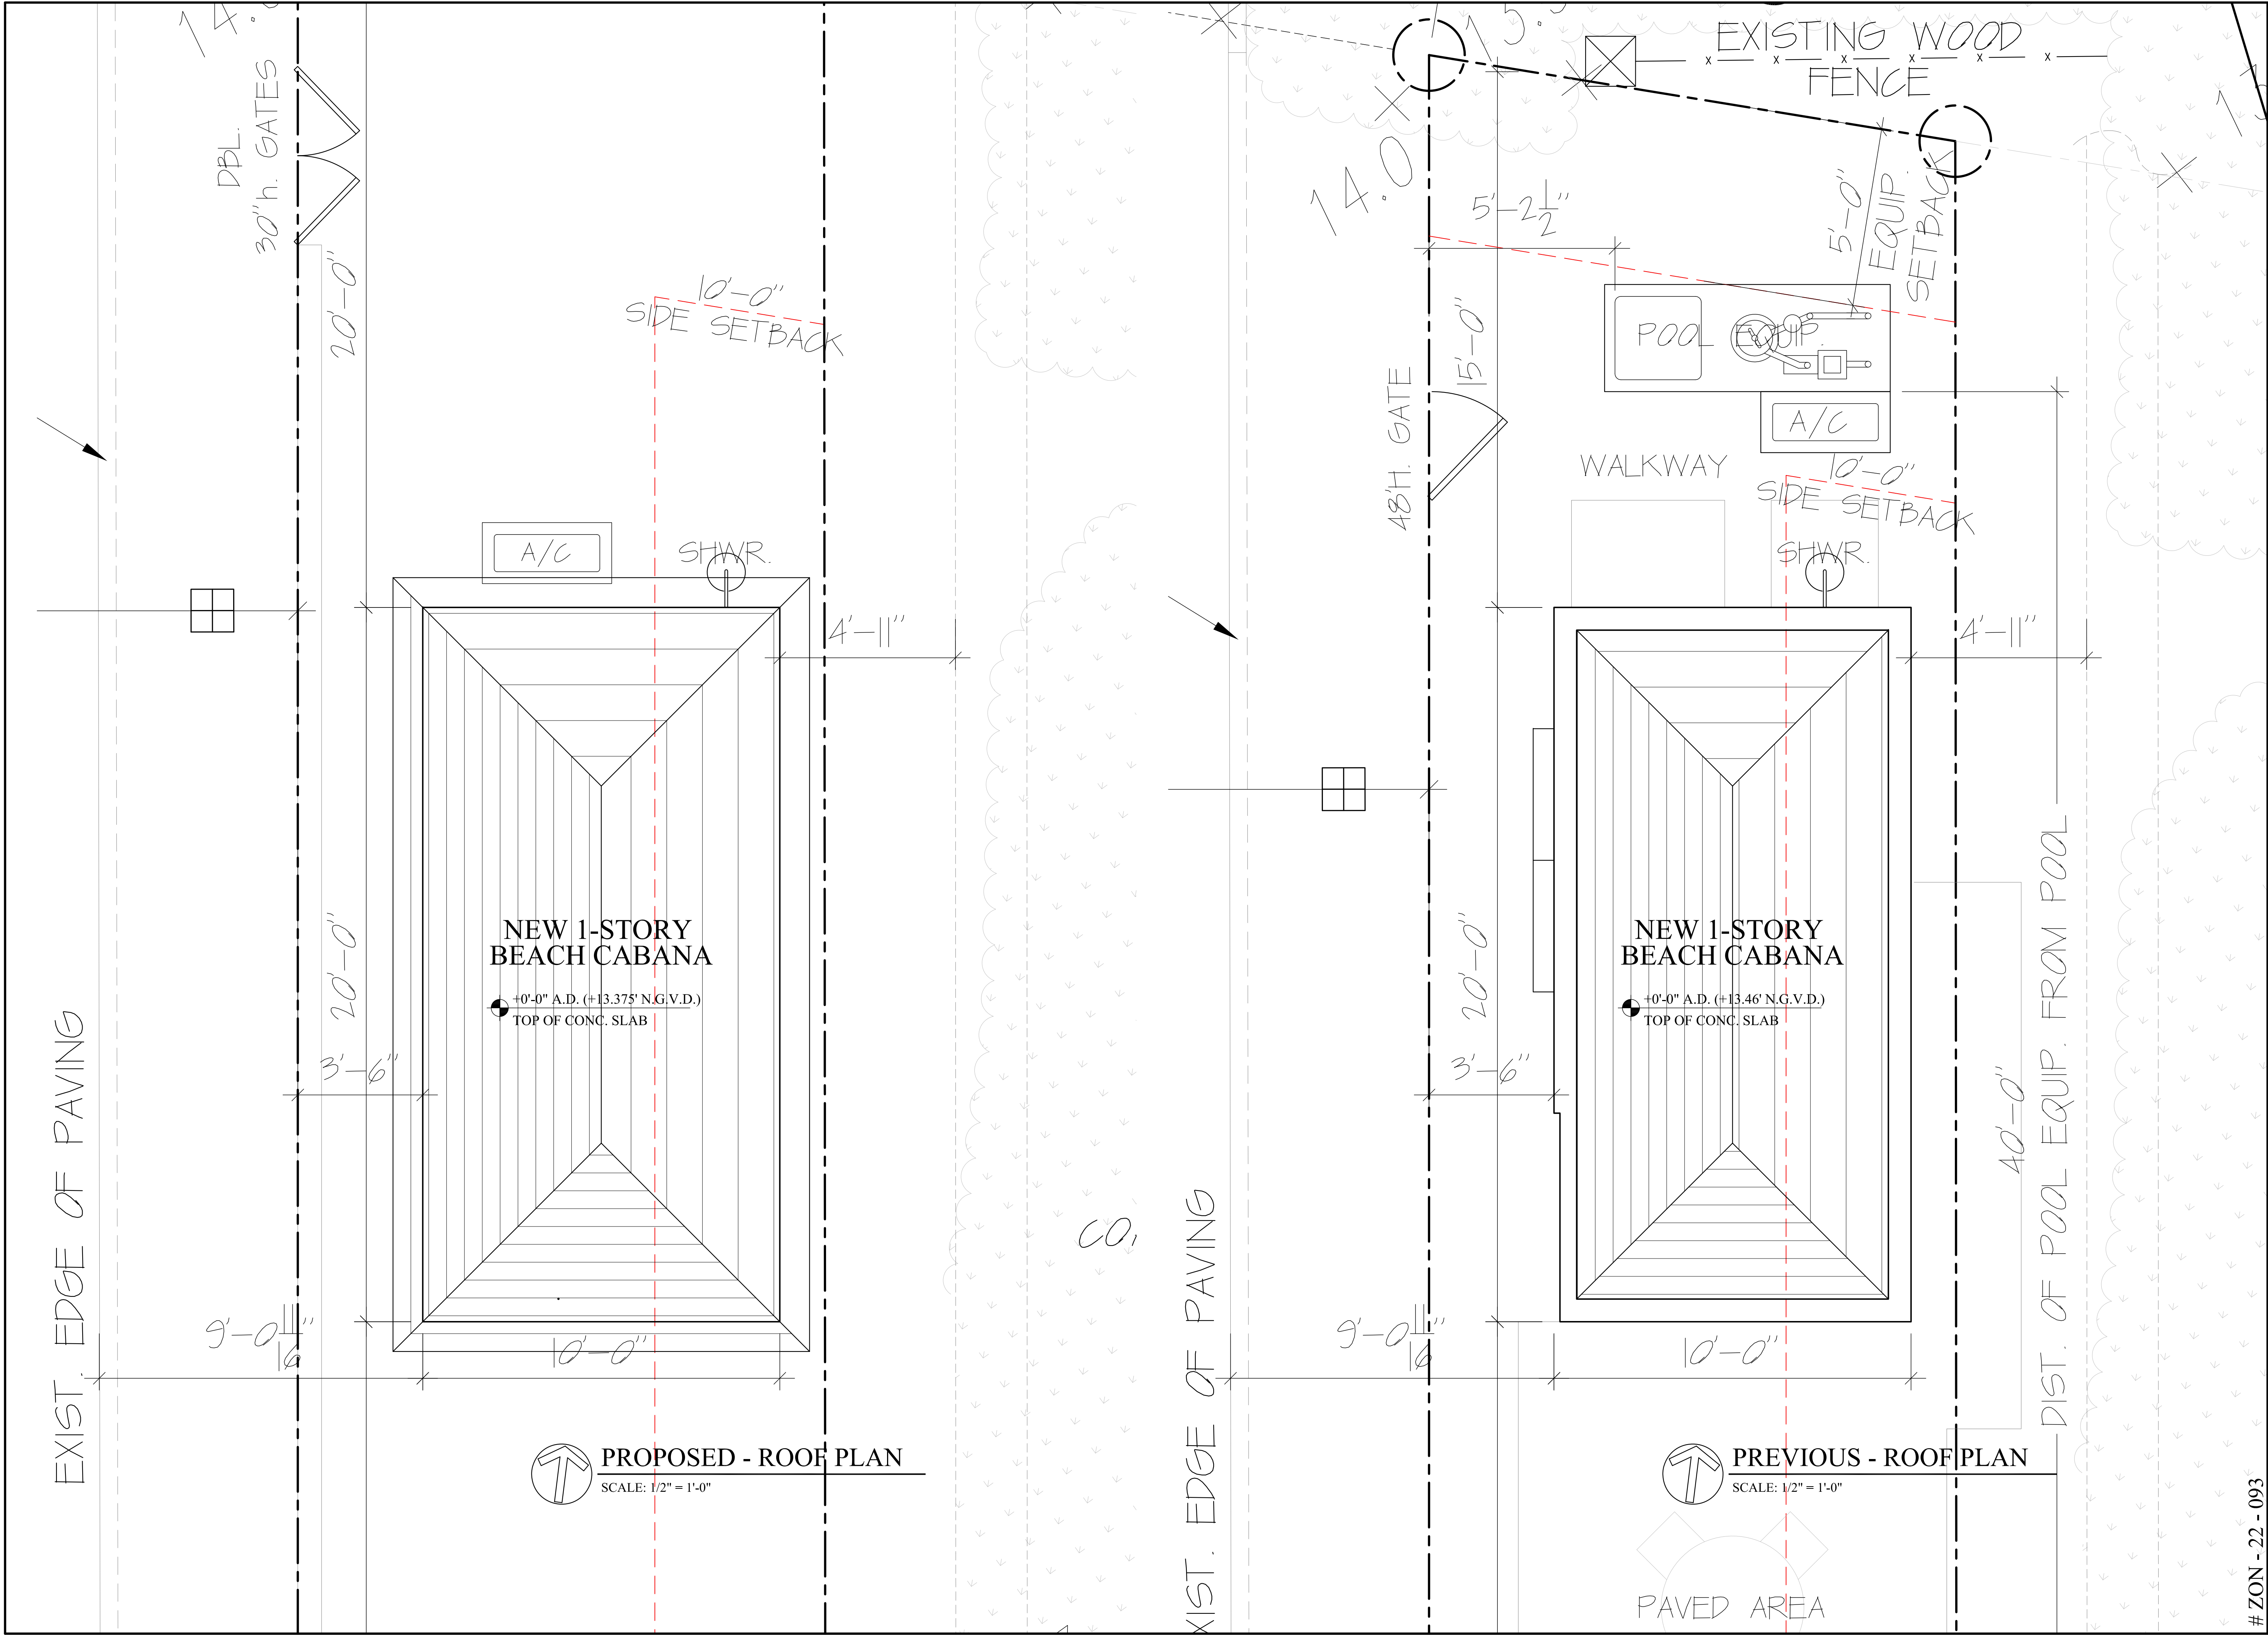 14.
DBL.
30"h. GATES
20'-0"
10'-0"
SIDE SETBACK
A/C
SHWR.
4'-11"
NEW 1-STORY
BEACH CABANA
+0'-0" A.D. (+13.375' N.G.V.D.)
TOP OF CONC. SLAB
20'-0"
3'-6"
EXIST. EDGE OF PAVING
9'-0 11/16"
10'-0"
PROPOSED - ROOF PLAN
SCALE: 1/2" = 1'-0"
CO
EXISTING WOOD
FENCE
14.0
5'-2 1/2"
5'-0"
EQUIP.
SETBACK
15'-0"
POOL EQUIP.
A/C
48"H. GATE
WALKWAY
10'-0"
SIDE SETBACK
SHWR.
4'-11"
NEW 1-STORY
BEACH CABANA
+0'-0" A.D. (+13.46' N.G.V.D.)
TOP OF CONC. SLAB
20'-0"
3'-6"
40'-0"
DIST. OF POOL EQUIP. FROM POOL
EXIST. EDGE OF PAVING
9'-0 11/16"
10'-0"
PREVIOUS - ROOF PLAN
SCALE: 1/2" = 1'-0"
PAVED AREA
# ZON - 22 - 093